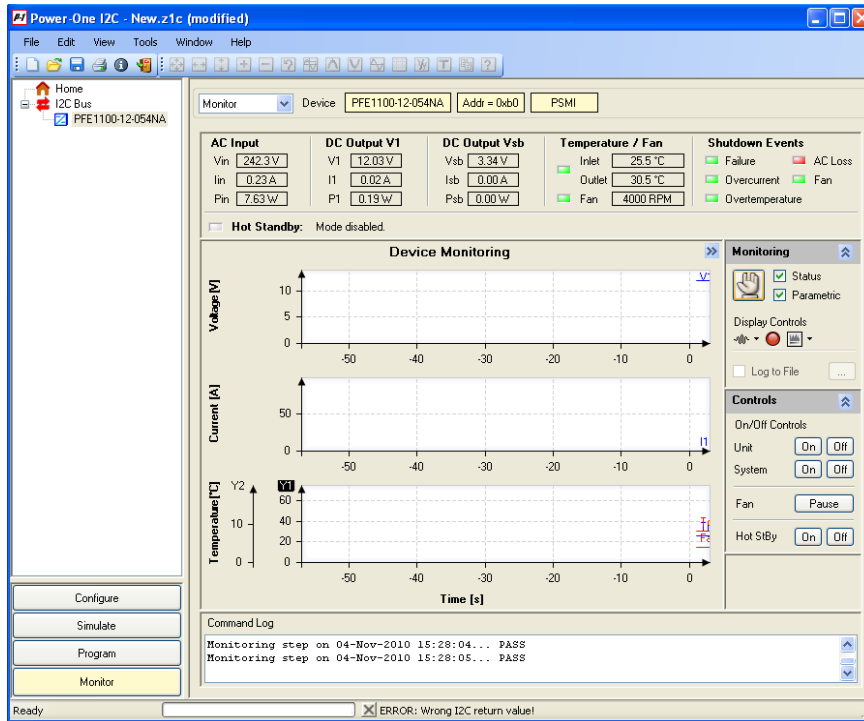 Power-One I2C - New.z1c (modified)
File Edit View Tools Window Help
Home
I2C Bus
PFE1100-12-054NA
Monitor Device PFE1100-12-054NA Addr = 0xb0 PSMI
AC Input DC Output V1 DC Output Vsb Temperature / Fan Shutdown Events
Vin 242.3 V V1 12.03 V Vsb 3.34 V Inlet 25.5 °C Failure AC Loss
Iin 0.23 A I1 0.02 A Isb 0.00 A Outlet 30.5 °C Overcurrent Fan
Pin 7.63 W P1 0.19 W Psb 0.00 W Fan 4000 RPM Overtemperature
Hot Standby: Mode disabled.
Device Monitoring
Voltage [V]
10
5
0
-50 -40 -30 -20 -10 0
V1
Current [A]
50
0
-50 -40 -30 -20 -10 0
I1
Temperature [°C]
Y2 Y1
60
10 40
20
0 0
-50 -40 -30 -20 -10 0
Time [s]
Monitoring
Status
Parametric
Display Controls
Log to File ...
Controls
On/Off Controls
Unit On Off
System On Off
Fan Pause
Hot StBy On Off
Configure
Simulate
Program
Monitor
Command Log
Monitoring step on 04-Nov-2010 15:28:04... PASS
Monitoring step on 04-Nov-2010 15:28:05... PASS
Ready ERROR: Wrong I2C return value!